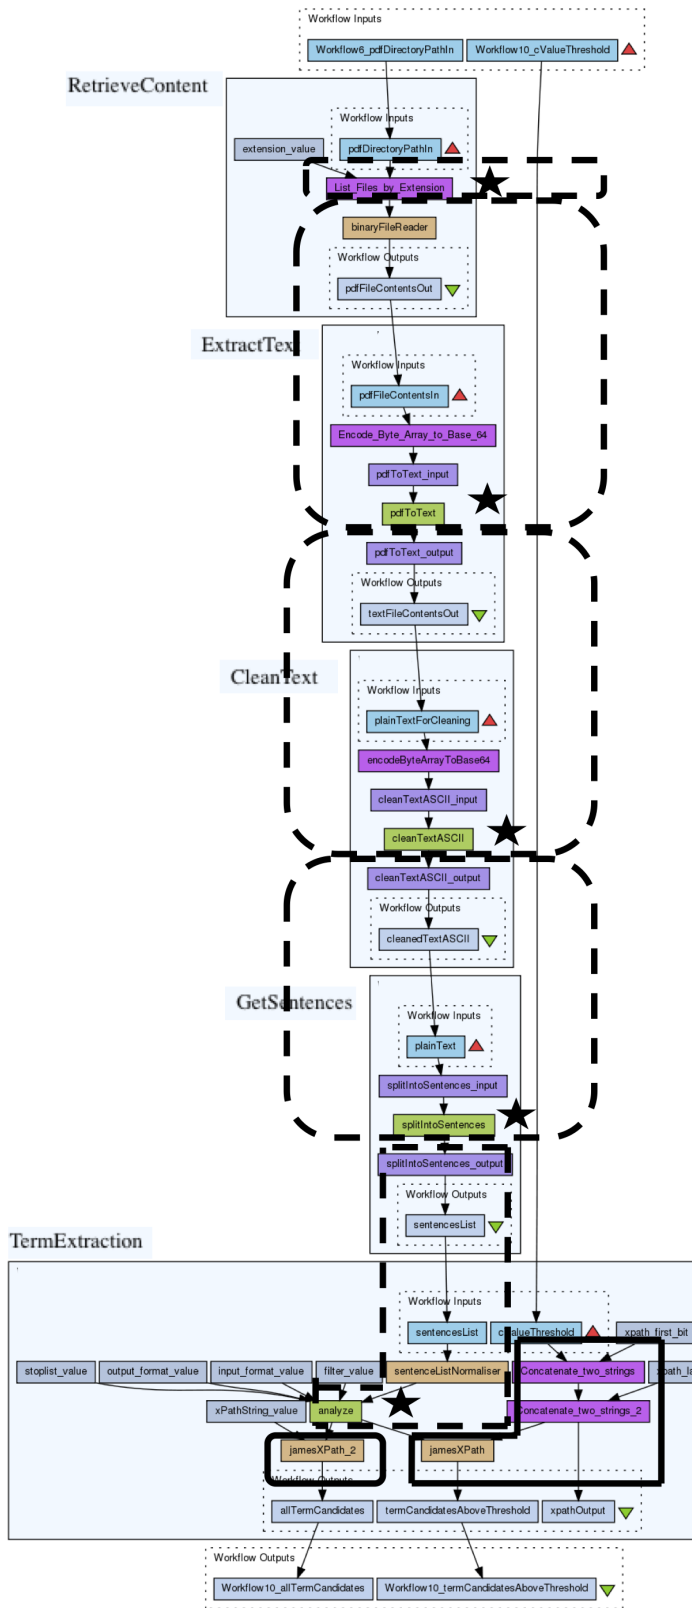 Workflow Inputs
Workflow6_pdfDirectoryPathIn
Workflow10_cValueThreshold
RetrieveContent
Workflow Inputs
extension_value
pdfDirectoryPathIn
List_Files_by_Extension
binaryFileReader
Workflow Outputs
pdfFileContentsOut
ExtractText
Workflow Inputs
pdfFileContentsIn
Encode_Byte_Array_to_Base_64
pdfToText_input
pdfToText
pdfToText_output
Workflow Outputs
textFileContentsOut
CleanText
Workflow Inputs
plainTextForCleaning
encodeByteArrayToBase64
cleanTextASCII_input
cleanTextASCII
cleanTextASCII_output
Workflow Outputs
cleanedTextASCII
GetSentences
Workflow Inputs
plainText
splitIntoSentences_input
splitIntoSentences
splitIntoSentences_output
Workflow Outputs
sentencesList
TermExtraction
Workflow Inputs
sentencesList
cValueThreshold
xpath_first_bit
stoplist_value
output_format_value
input_format_value
filter_value
sentenceListNormaliser
Concatenate_two_strings
xPathString_value
analyze
Concatenate_two_strings_2
jamesXPath_2
jamesXPath
Workflow Outputs
allTermCandidates
termCandidatesAboveThreshold
xpathOutput
Workflow Outputs
Workflow10_allTermCandidates
Workflow10_termCandidatesAboveThreshold